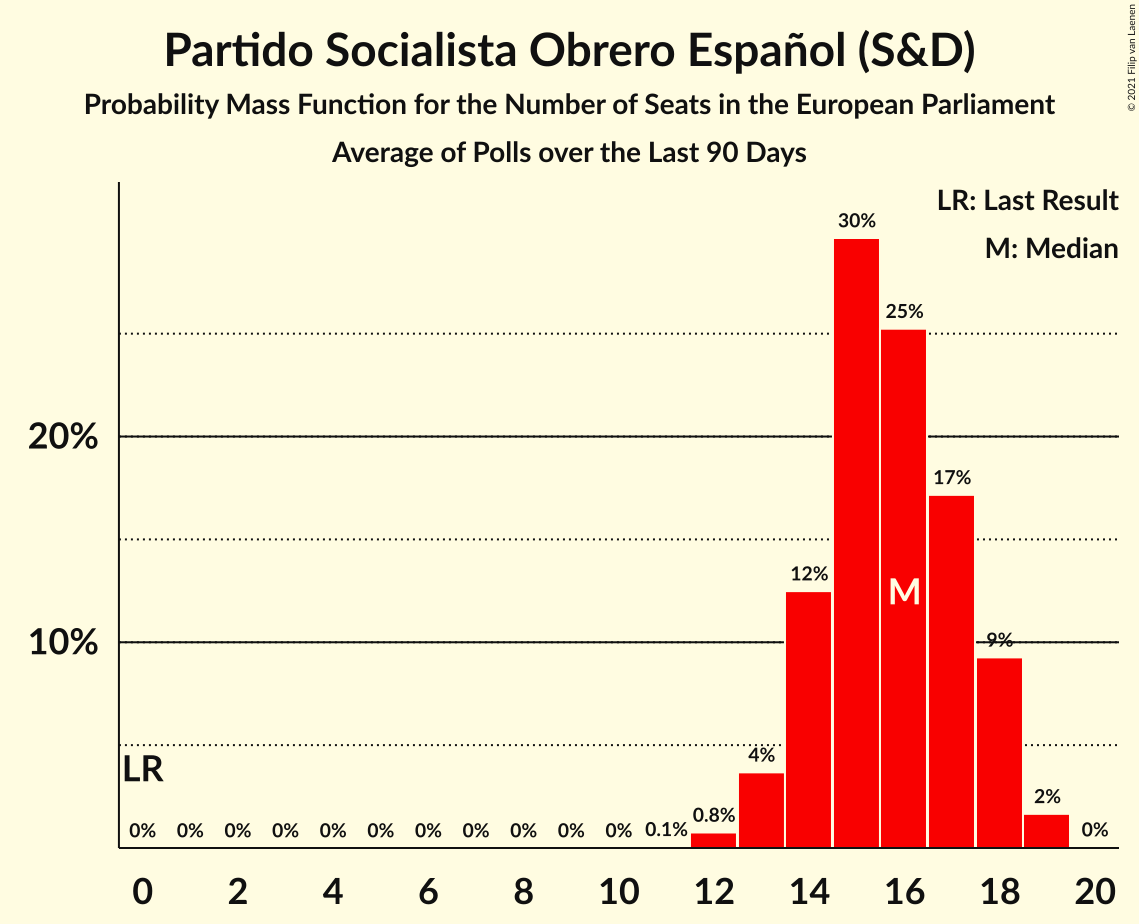 Partido Socialista Obrero Español (S&D)
Probability Mass Function for the Number of Seats in the European Parliament
Average of Polls over the Last 90 Days
© 2021 Filip van Laenen
LR: Last Result
M: Median
30%
25%
20%
17%
12%
M
10%
9%
LR
4%
2%
0% 0% 0% 0% 0% 0% 0% 0% 0% 0% 0% 0.1% 0.8% 0%
0 2 4 6 8 10 12 14 16 18 20